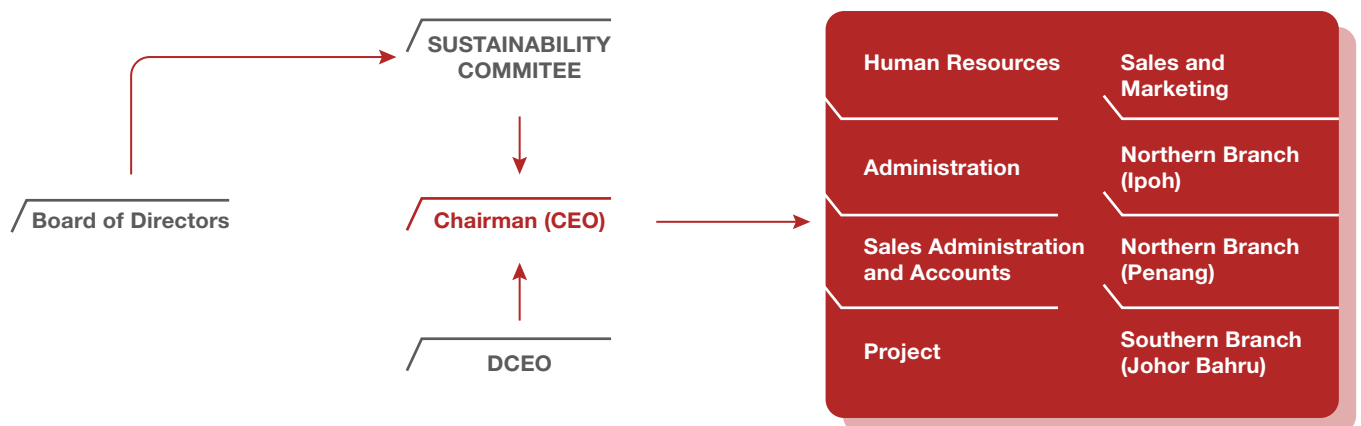 SUSTAINABILITY
COMMITEE
Board of Directors
Chairman (CEO)
DCEO
Human Resources
Sales and
Marketing
Administration
Northern Branch
(Ipoh)
Sales Administration
and Accounts
Northern Branch
(Penang)
Project
Southern Branch
(Johor Bahru)